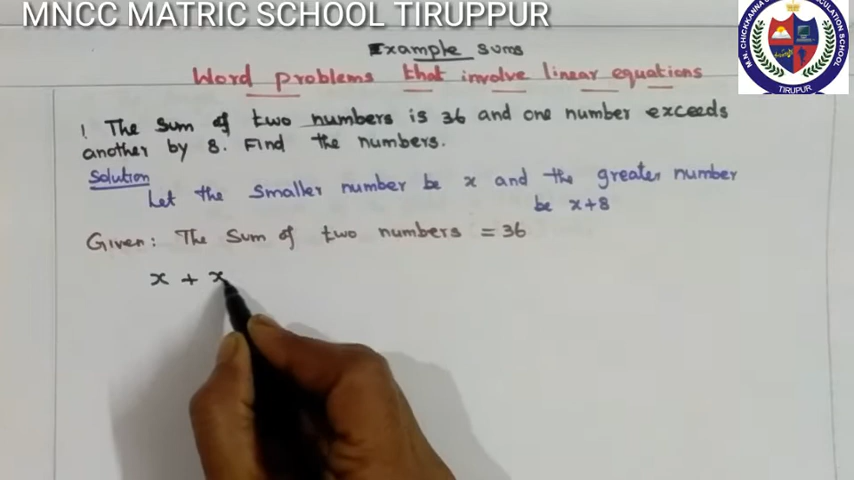 MNCC MATRIC SCHOOL TIRUPPUR
Example sums
Word problems that involve linear equations
1. The sum of two numbers is 36 and one number exceeds
another by 8. Find the numbers.
Solution
Let the smaller number be x and the greater number
be x+8
Given: The Sum of two numbers = 36
x + x
TIRUPUR